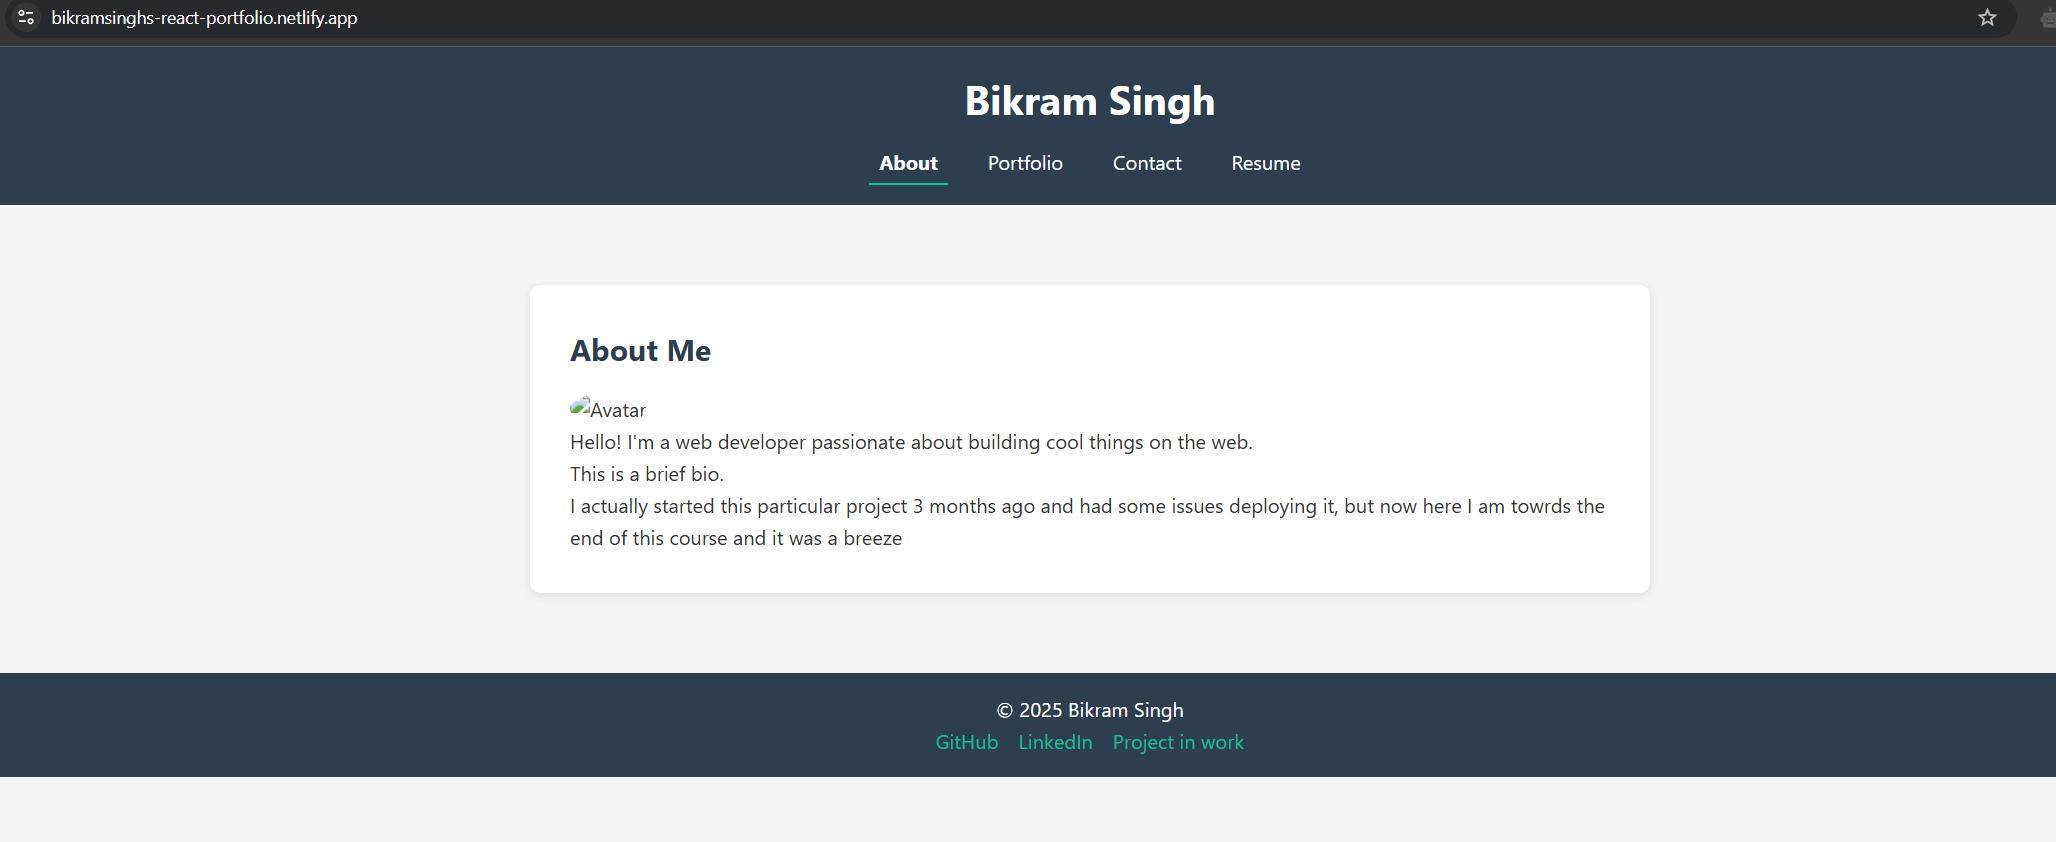 bikramsinghs-react-portfolio.netlify.app
Bikram Singh
About Portfolio Contact Resume
About Me
Avatar
Hello! I'm a web developer passionate about building cool things on the web.
This is a brief bio.
I actually started this particular project 3 months ago and had some issues deploying it, but now here I am towrds the
end of this course and it was a breeze
© 2025 Bikram Singh
GitHub LinkedIn Project in work